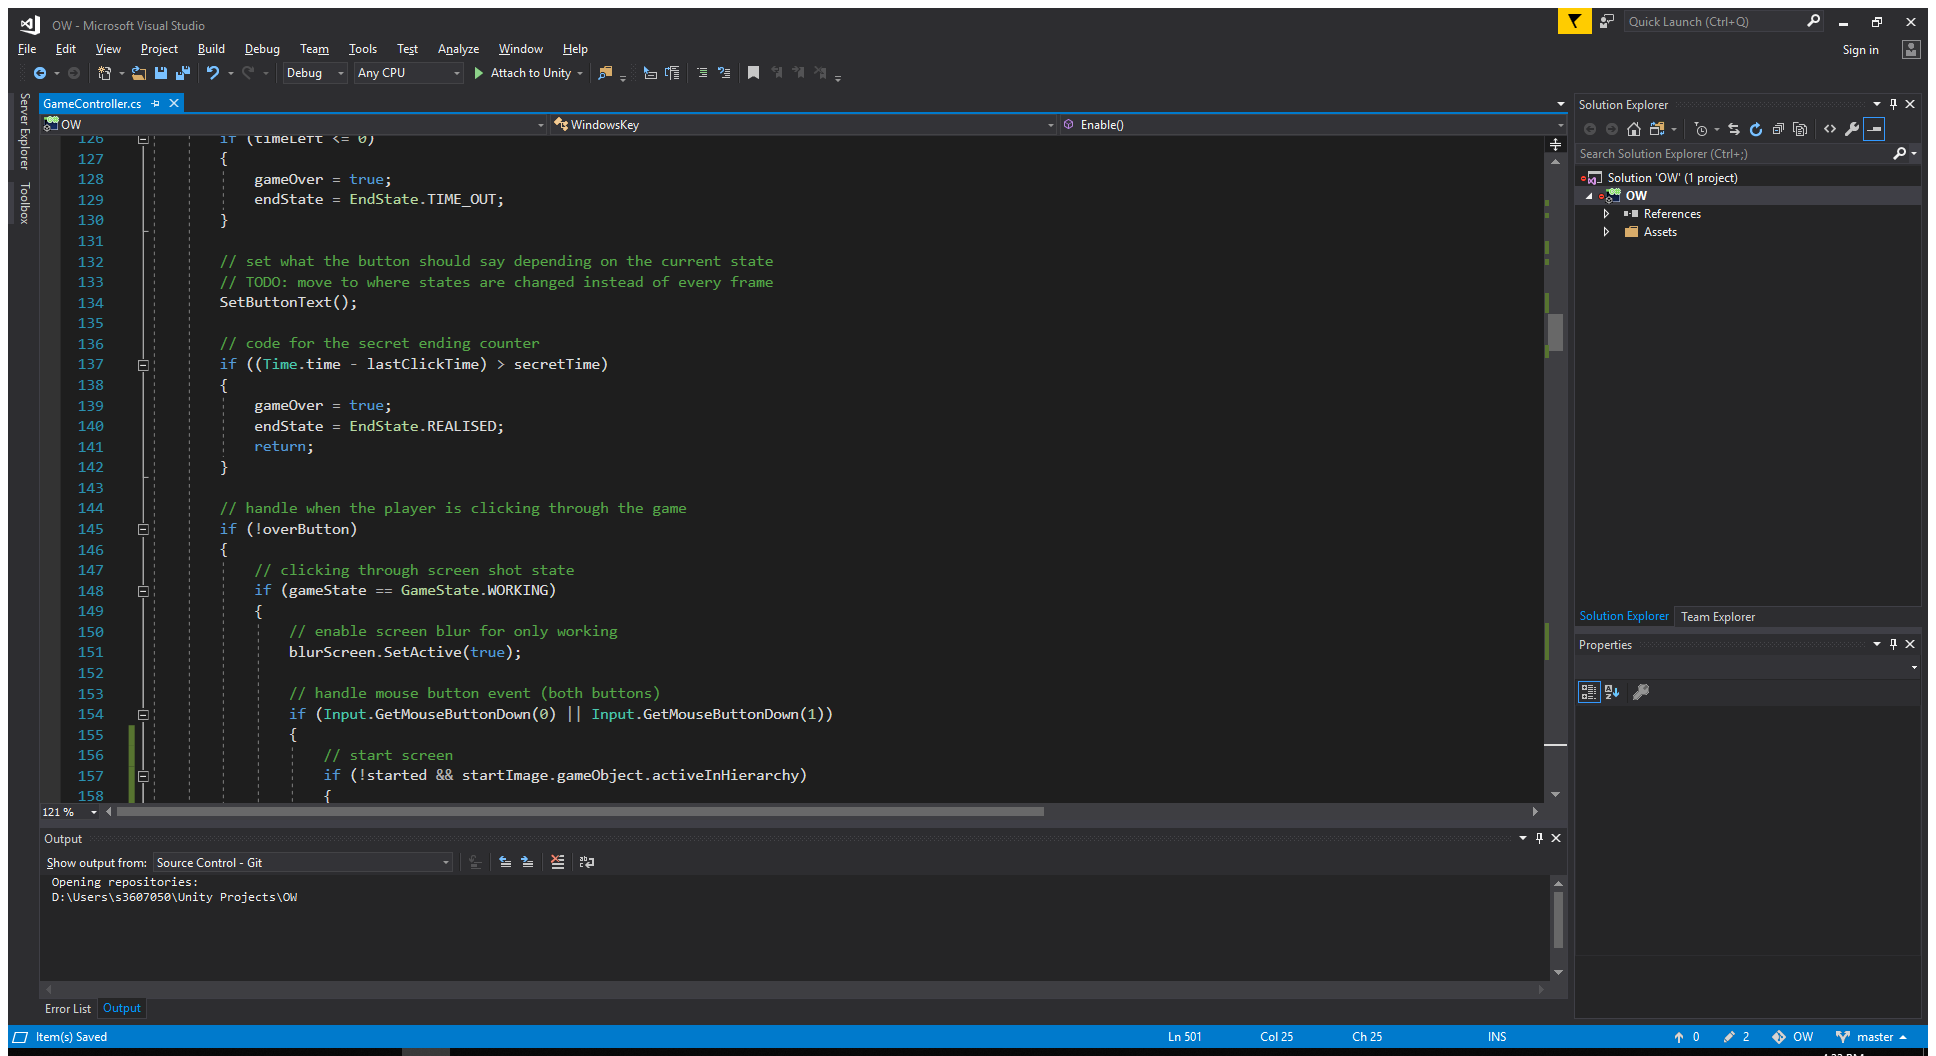 OW - Microsoft Visual Studio
Quick Launch (Ctrl+Q)
File Edit View Project Build Debug Team Tools Test Analyze Window Help
Sign in
Debug Any CPU Attach to Unity
Server Explorer
Toolbox
GameController.cs
OW WindowsKey Enable()
126 if (timeLeft <= 0)
127 {
128 gameOver = true;
129 endState = EndState.TIME_OUT;
130 }
131
132 // set what the button should say depending on the current state
133 // TODO: move to where states are changed instead of every frame
134 SetButtonText();
135
136 // code for the secret ending counter
137 if ((Time.time - lastClickTime) > secretTime)
138 {
139 gameOver = true;
140 endState = EndState.REALISED;
141 return;
142 }
143
144 // handle when the player is clicking through the game
145 if (!overButton)
146 {
147 // clicking through screen shot state
148 if (gameState == GameState.WORKING)
149 {
150 // enable screen blur for only working
151 blurScreen.SetActive(true);
152
153 // handle mouse button event (both buttons)
154 if (Input.GetMouseButtonDown(0) || Input.GetMouseButtonDown(1))
155 {
156 // start screen
157 if (!started && startImage.gameObject.activeInHierarchy)
158 {
121 %
Output
Show output from: Source Control - Git
Opening repositories:
D:\Users\s3607050\Unity Projects\OW
Error List Output
Solution Explorer
Search Solution Explorer (Ctrl+;)
Solution 'OW' (1 project)
OW
References
Assets
Solution Explorer Team Explorer
Properties
Item(s) Saved Ln 501 Col 25 Ch 25 INS 0 2 OW master